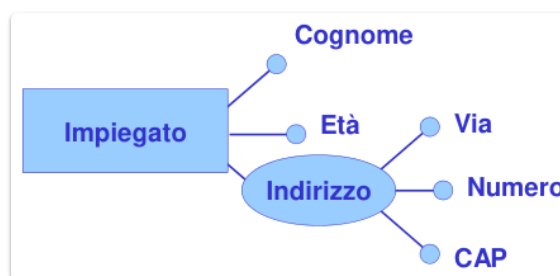 Cognome
Impiegato
Età
Via
Indirizzo
Numero
CAP